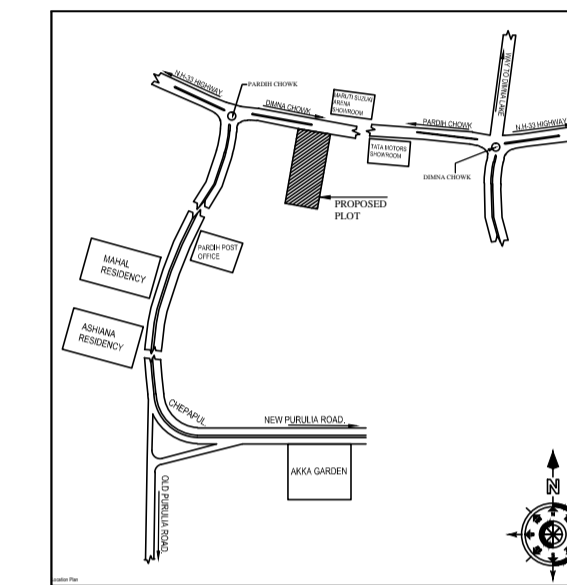 N.H-33 HIGHWAY
PARDIH CHOWK
DIMNA CHOWK
MARUTI SUZUKI
ARENA
SHOWROOM
PARDIH CHOWK
TATA MOTORS
SHOWROOM
WAY TO DIMNA LAKE
N.H-33 HIGHWAY
DIMNA CHOWK
PROPOSED
PLOT
PARDIH POST
OFFICE
MAHAL
RESIDENCY
ASHIANA
RESIDENCY
CHEPAPUL.
NEW PURULIA ROAD.
AKKA GARDEN
OLD PURULIA ROAD.
N
Location Plan